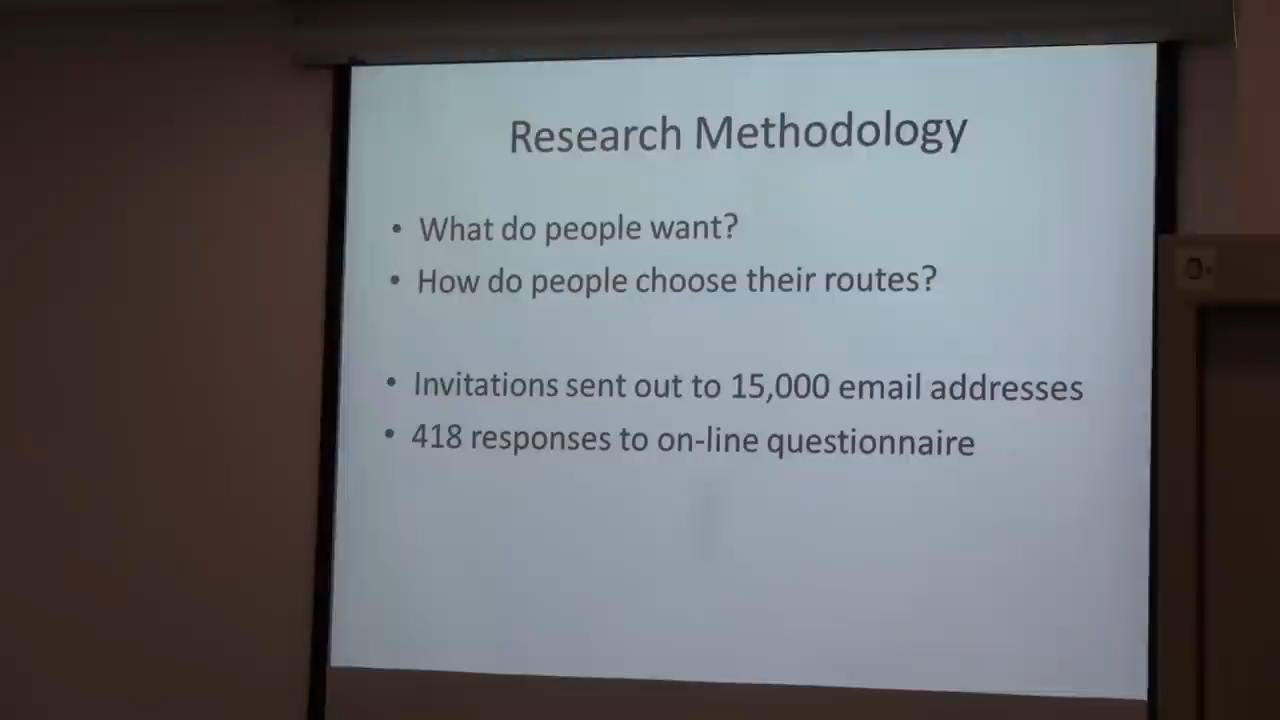 Research Methodology
• What do people want?
• How do people choose their routes?
• Invitations sent out to 15,000 email addresses
• 418 responses to on-line questionnaire